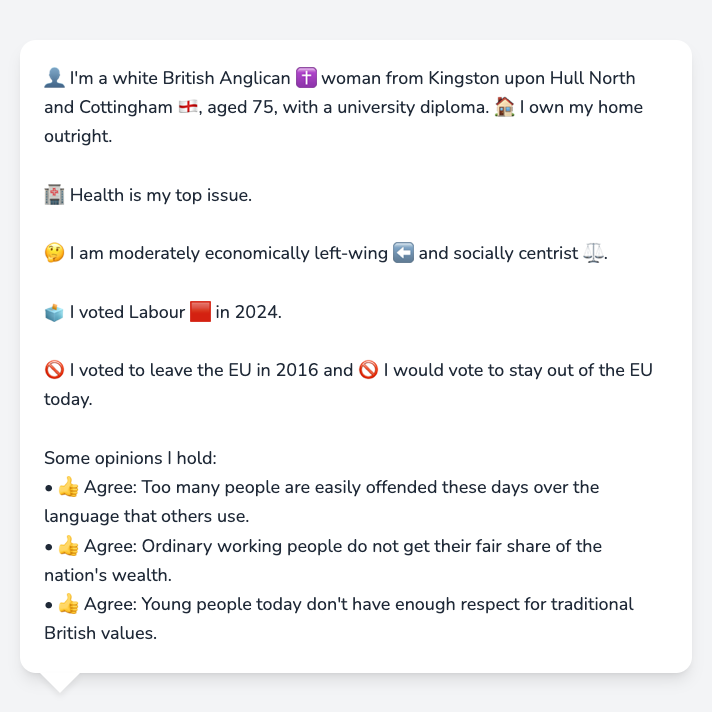 👤 I'm a white British Anglican ✝️ woman from Kingston upon Hull North
and Cottingham 🏴󠁧󠁢󠁥󠁮󠁧󠁿, aged 75, with a university diploma. 🏠 I own my home
outright.
🏥 Health is my top issue.
🤔 I am moderately economically left-wing ⬅️ and socially centrist ⚖️.
🗳️ I voted Labour 🟥 in 2024.
🚫 I voted to leave the EU in 2016 and 🚫 I would vote to stay out of the EU
today.
Some opinions I hold:
• 👍 Agree: Too many people are easily offended these days over the
language that others use.
• 👍 Agree: Ordinary working people do not get their fair share of the
nation's wealth.
• 👍 Agree: Young people today don't have enough respect for traditional
British values.